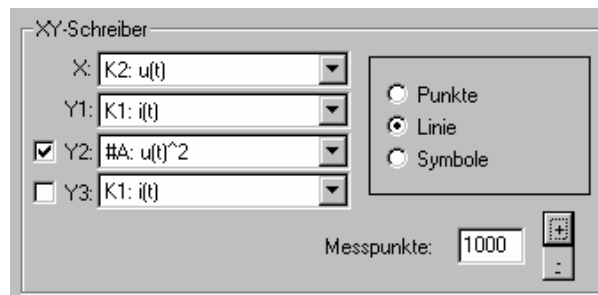 XY-Schreiber
X: K2: u(t)
Y1: K1: i(t)
Y2: #A: u(t)^2
Y3: K1: i(t)
Punkte
Linie
Symbole
Messpunkte: 1000
+
-